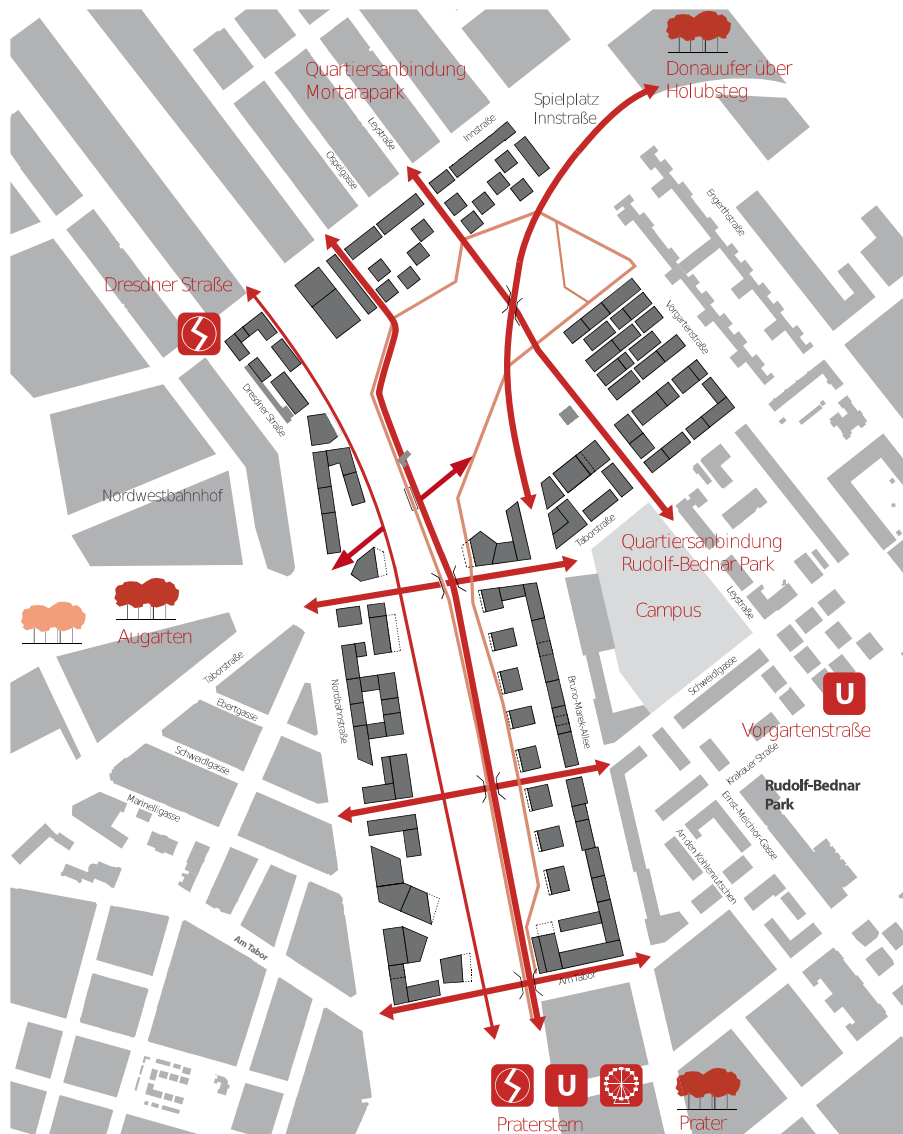 Quartiersanbindung
Mortarapark
Donauufer über
Holubsteg
Spielplatz
Innstraße
Innstraße
Leystraße
Ospelgasse
Engerthstraße
Dresdner Straße
Vorgartenstraße
Dresdner Straße
Nordwestbahnhof
Taborstraße
Quartiersanbindung
Rudolf-Bednar Park
Campus
Leystraße
Augarten
Taborstraße
Schweidlgasse
Ebertgasse
Nordbahnstraße
Bruno-Marek-Allee
U
Vorgartenstraße
Schweidlgasse
Krakauer Straße
Rudolf-Bednar
Park
Manneligasse
Ernst-Melchior-Gasse
An den Kohlenrutschen
Am Tabor
Am Tabor
U
Praterstern
Prater